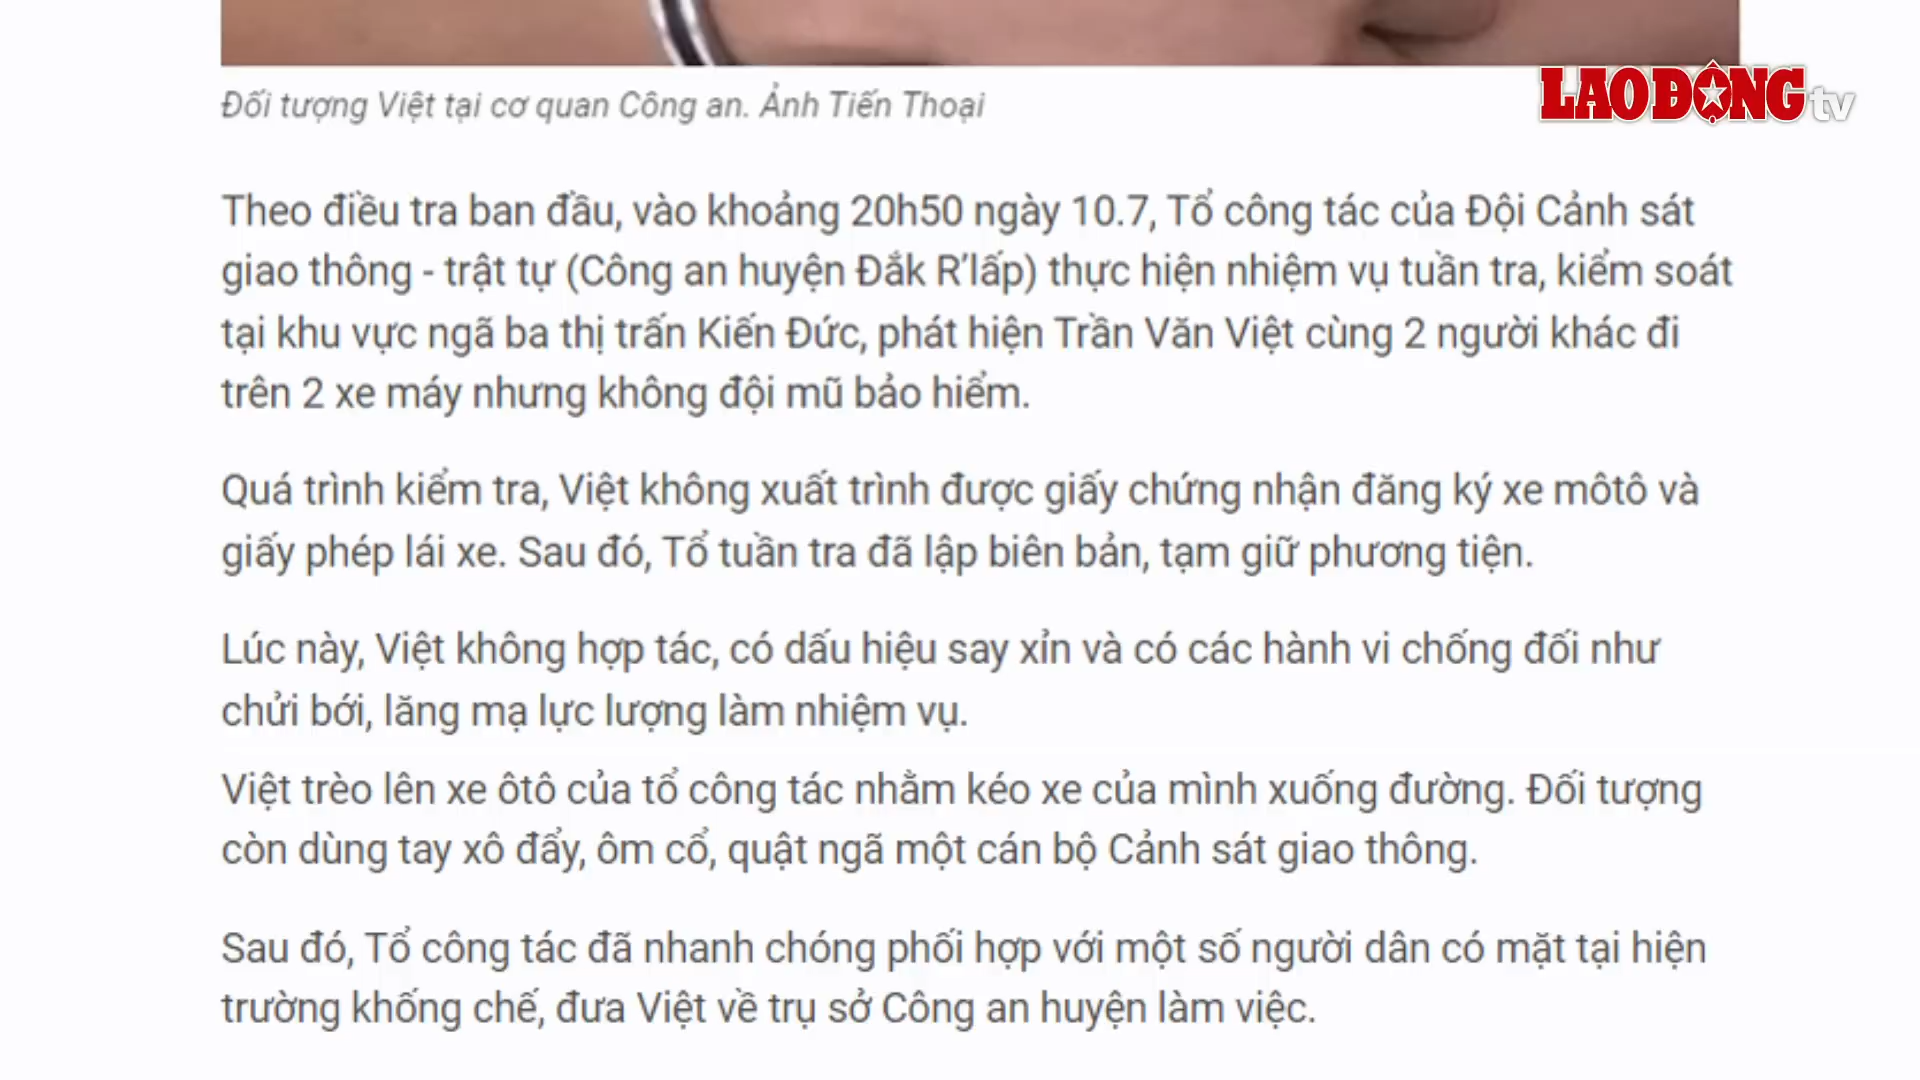 LAO ĐỘNG tv
Đối tượng Việt tại cơ quan Công an. Ảnh Tiến Thoại
Theo điều tra ban đầu, vào khoảng 20h50 ngày 10.7, Tổ công tác của Đội Cảnh sát
giao thông - trật tự (Công an huyện Đắk R’lấp) thực hiện nhiệm vụ tuần tra, kiểm soát
tại khu vực ngã ba thị trấn Kiến Đức, phát hiện Trần Văn Việt cùng 2 người khác đi
trên 2 xe máy nhưng không đội mũ bảo hiểm.
Quá trình kiểm tra, Việt không xuất trình được giấy chứng nhận đăng ký xe môtô và
giấy phép lái xe. Sau đó, Tổ tuần tra đã lập biên bản, tạm giữ phương tiện.
Lúc này, Việt không hợp tác, có dấu hiệu say xỉn và có các hành vi chống đối như
chửi bới, lăng mạ lực lượng làm nhiệm vụ.
Việt trèo lên xe ôtô của tổ công tác nhằm kéo xe của mình xuống đường. Đối tượng
còn dùng tay xô đẩy, ôm cổ, quật ngã một cán bộ Cảnh sát giao thông.
Sau đó, Tổ công tác đã nhanh chóng phối hợp với một số người dân có mặt tại hiện
trường khống chế, đưa Việt về trụ sở Công an huyện làm việc.